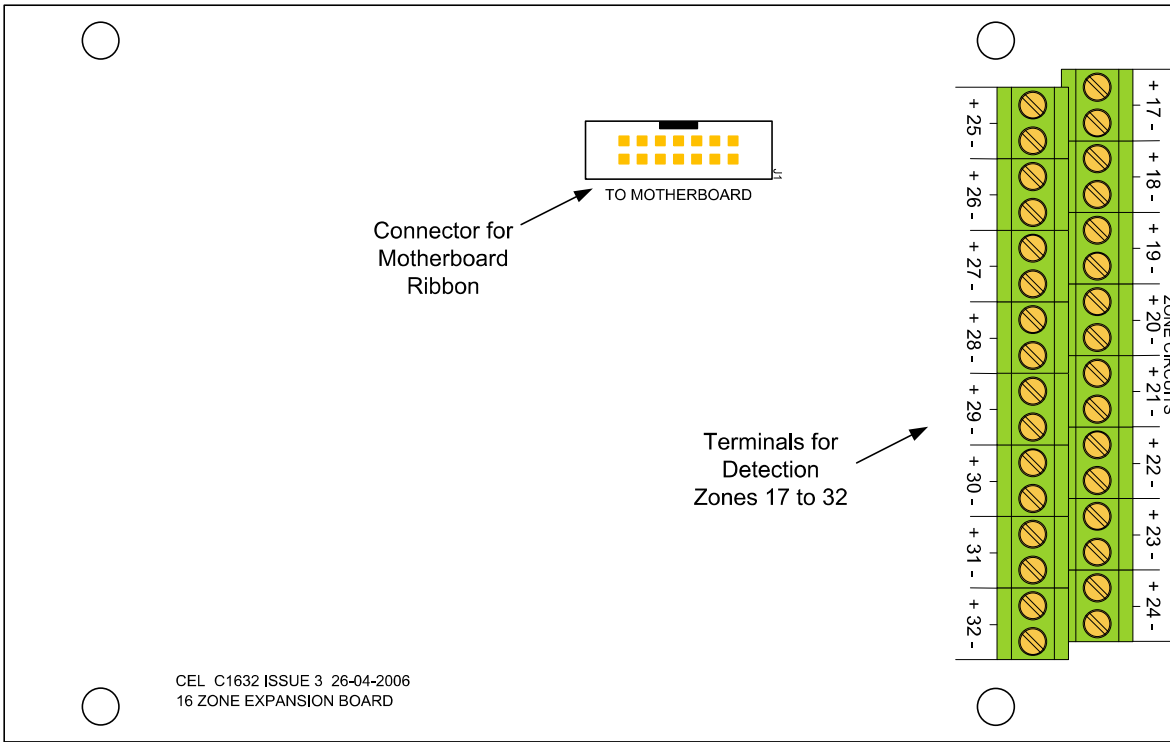 J1
TO MOTHERBOARD
Connector for
Motherboard
Ribbon
Terminals for
Detection
Zones 17 to 32
+ 25 -
+ 26 -
+ 27 -
+ 28 -
+ 29 -
+ 30 -
+ 31 -
+ 32 -
+ 17 -
+ 18 -
+ 19 -
+ 20 -
+ 21 -
+ 22 -
+ 23 -
+ 24 -
ZONE CIRCUITS
CEL C1632 ISSUE 3 26-04-2006
16 ZONE EXPANSION BOARD